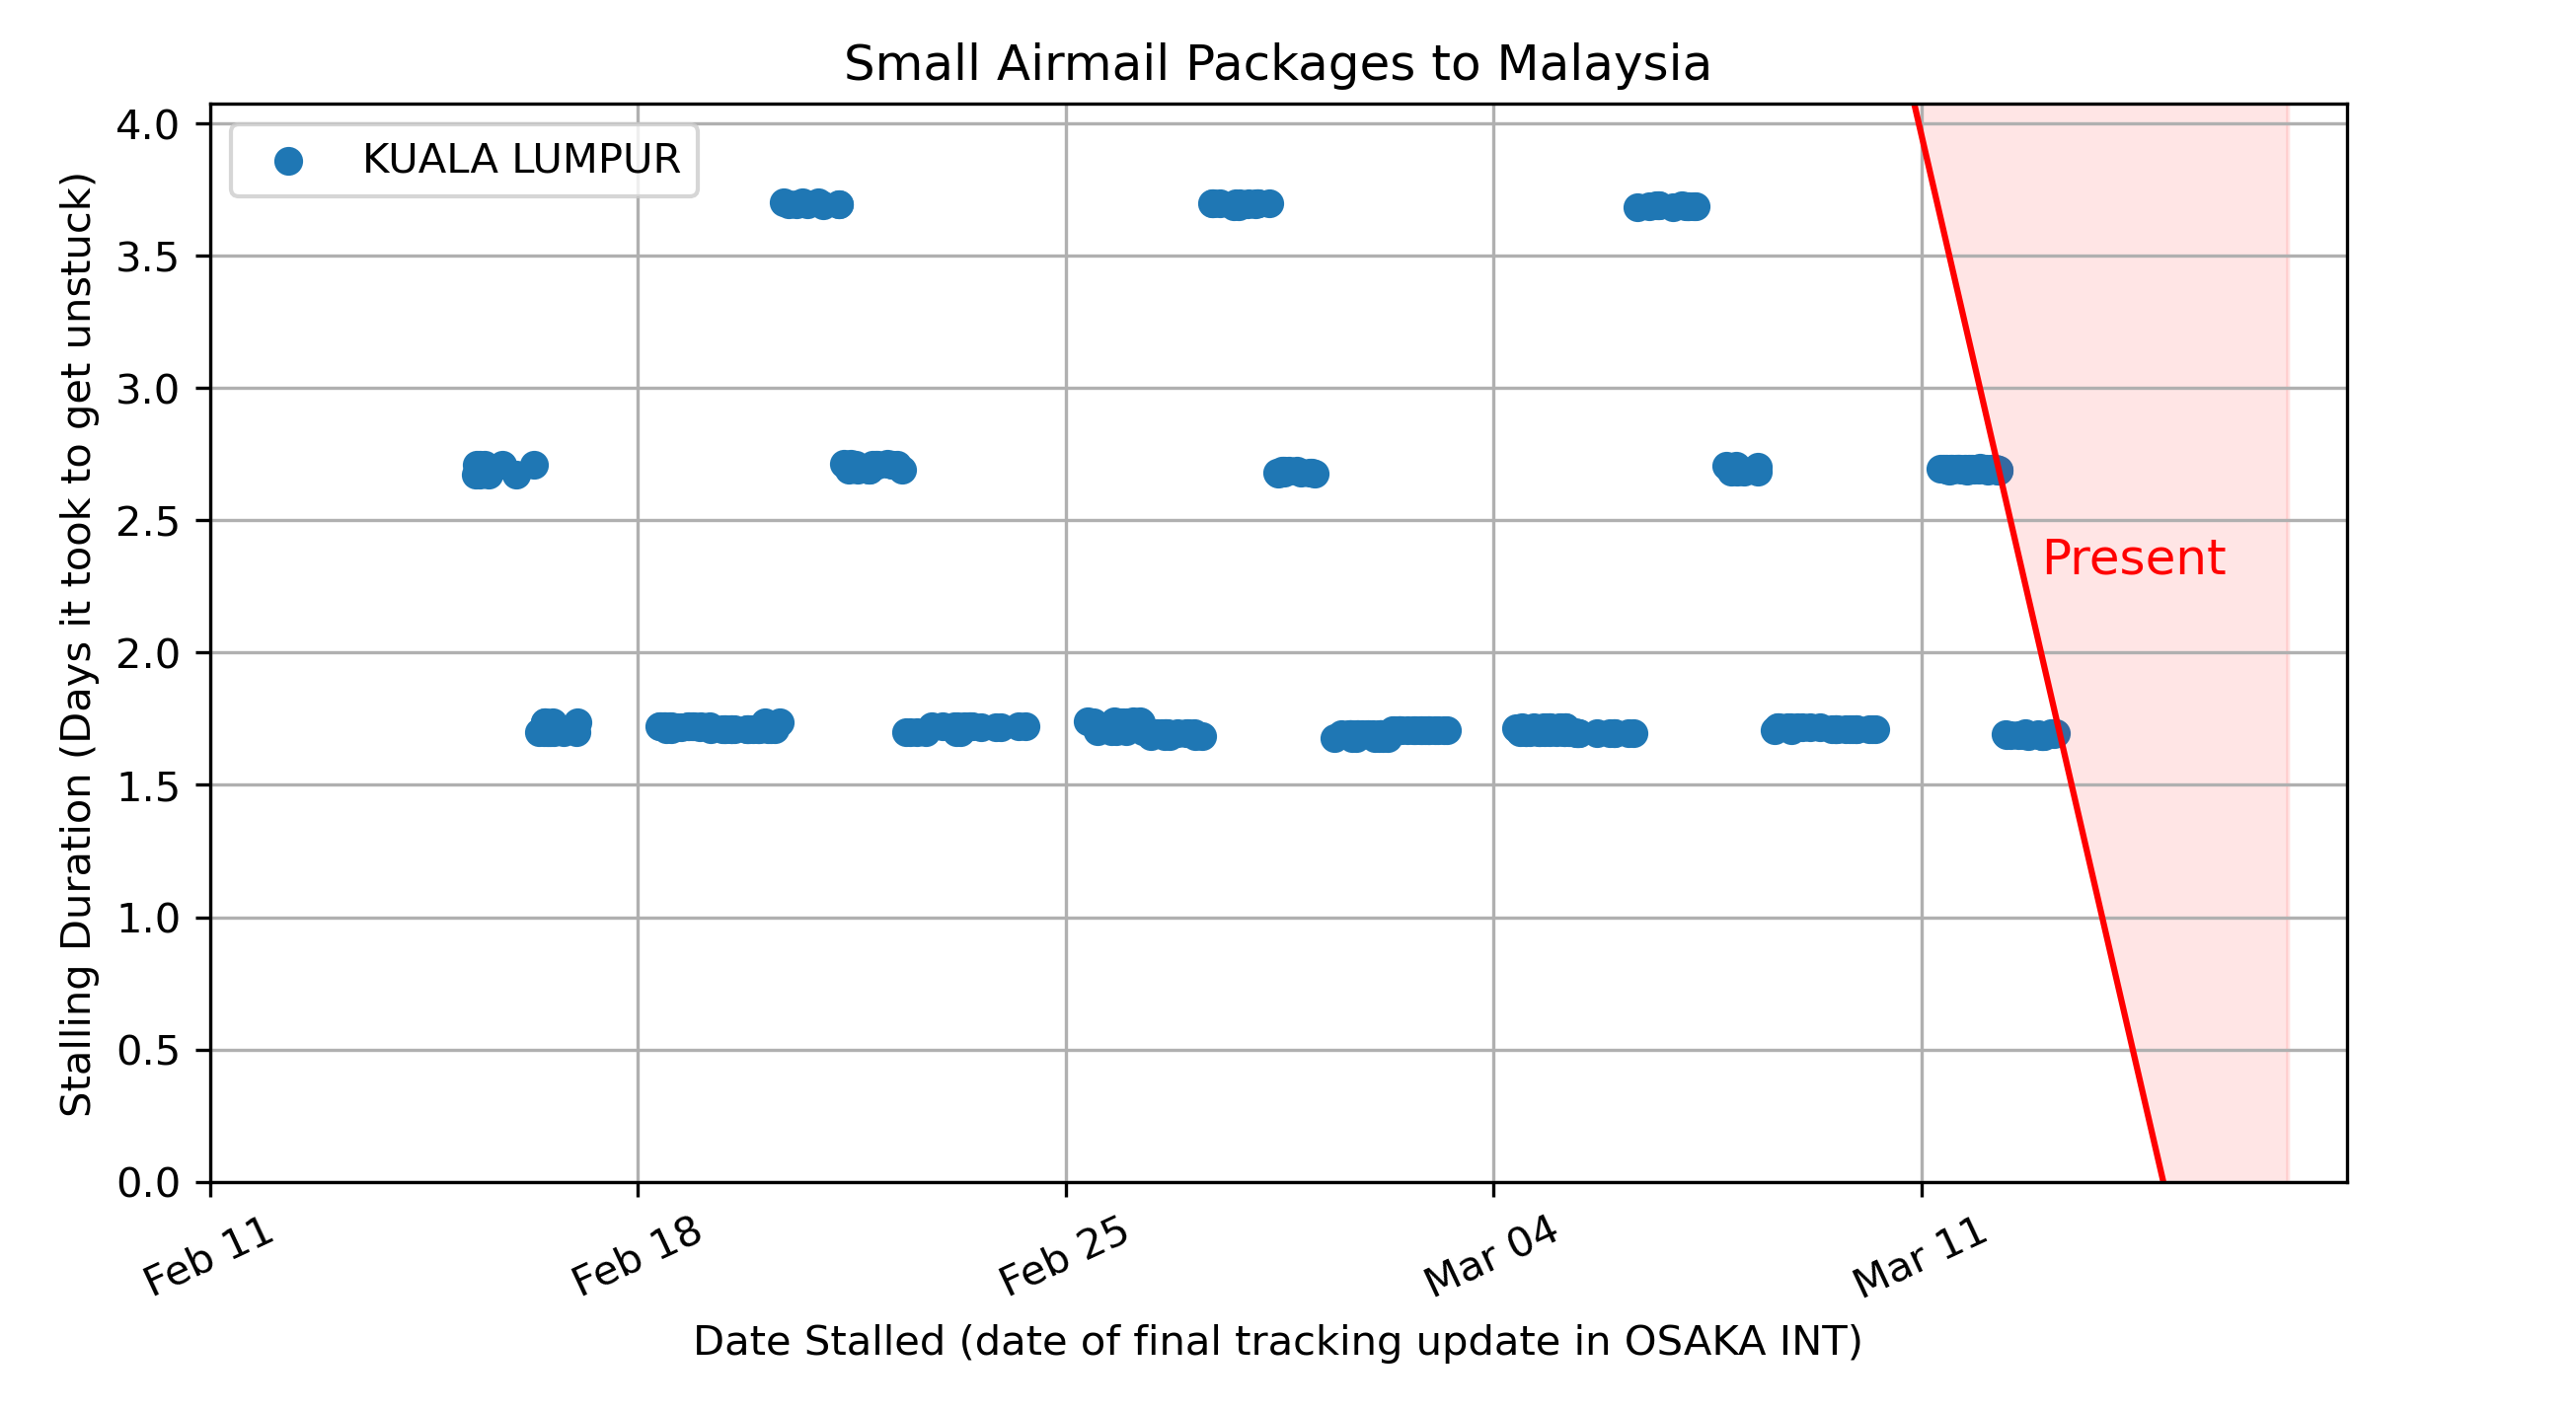 Small Airmail Packages to Malaysia
KUALA LUMPUR
Stalling Duration (Days it took to get unstuck)
4.0
3.5
3.0
2.5
2.0
1.5
1.0
0.5
0.0
Present
Feb 11
Feb 18
Feb 25
Mar 04
Mar 11
Date Stalled (date of final tracking update in OSAKA INT)